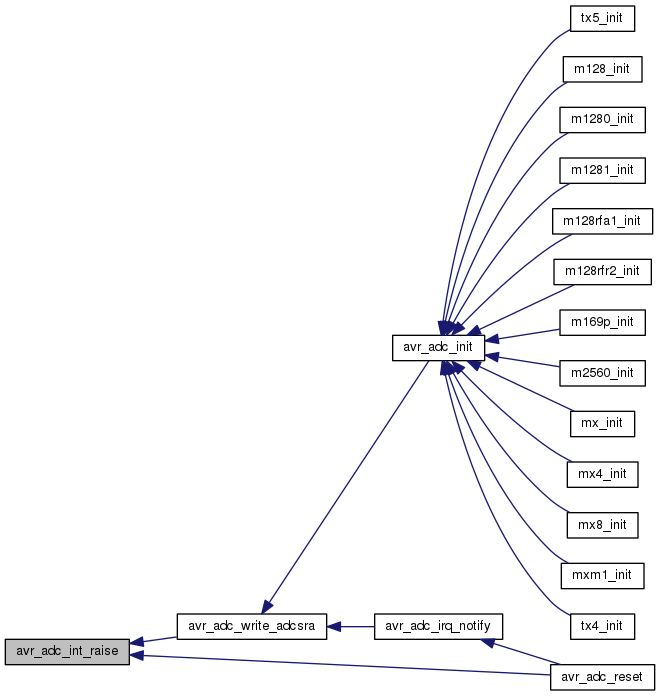 tx5_init
m128_init
m1280_init
m1281_init
m128rfa1_init
m128rfr2_init
m169p_init
avr_adc_init
m2560_init
mx_init
mx4_init
mx8_init
mxm1_init
avr_adc_write_adcsra
avr_adc_irq_notify
tx4_init
avr_adc_int_raise
avr_adc_reset